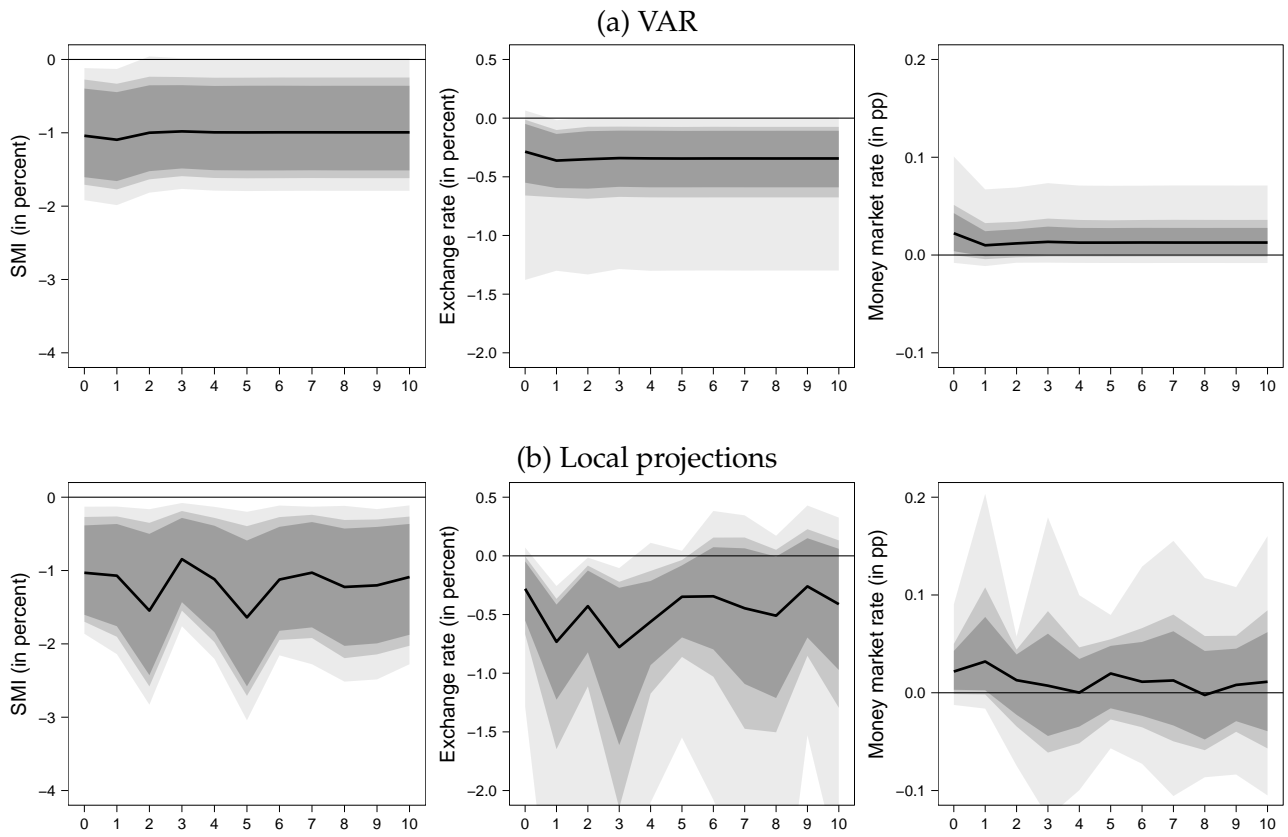 (a) VAR
SMI (in percent)
0
−1
−2
−3
−4
0 1 2 3 4 5 6 7 8 9 10
Exchange rate (in percent)
0.5
0.0
−0.5
−1.0
−1.5
−2.0
0 1 2 3 4 5 6 7 8 9 10
Money market rate (in pp)
0.2
0.1
0.0
−0.1
0 1 2 3 4 5 6 7 8 9 10
(b) Local projections
SMI (in percent)
0
−1
−2
−3
−4
0 1 2 3 4 5 6 7 8 9 10
Exchange rate (in percent)
0.5
0.0
−0.5
−1.0
−1.5
−2.0
0 1 2 3 4 5 6 7 8 9 10
Money market rate (in pp)
0.2
0.1
0.0
−0.1
0 1 2 3 4 5 6 7 8 9 10